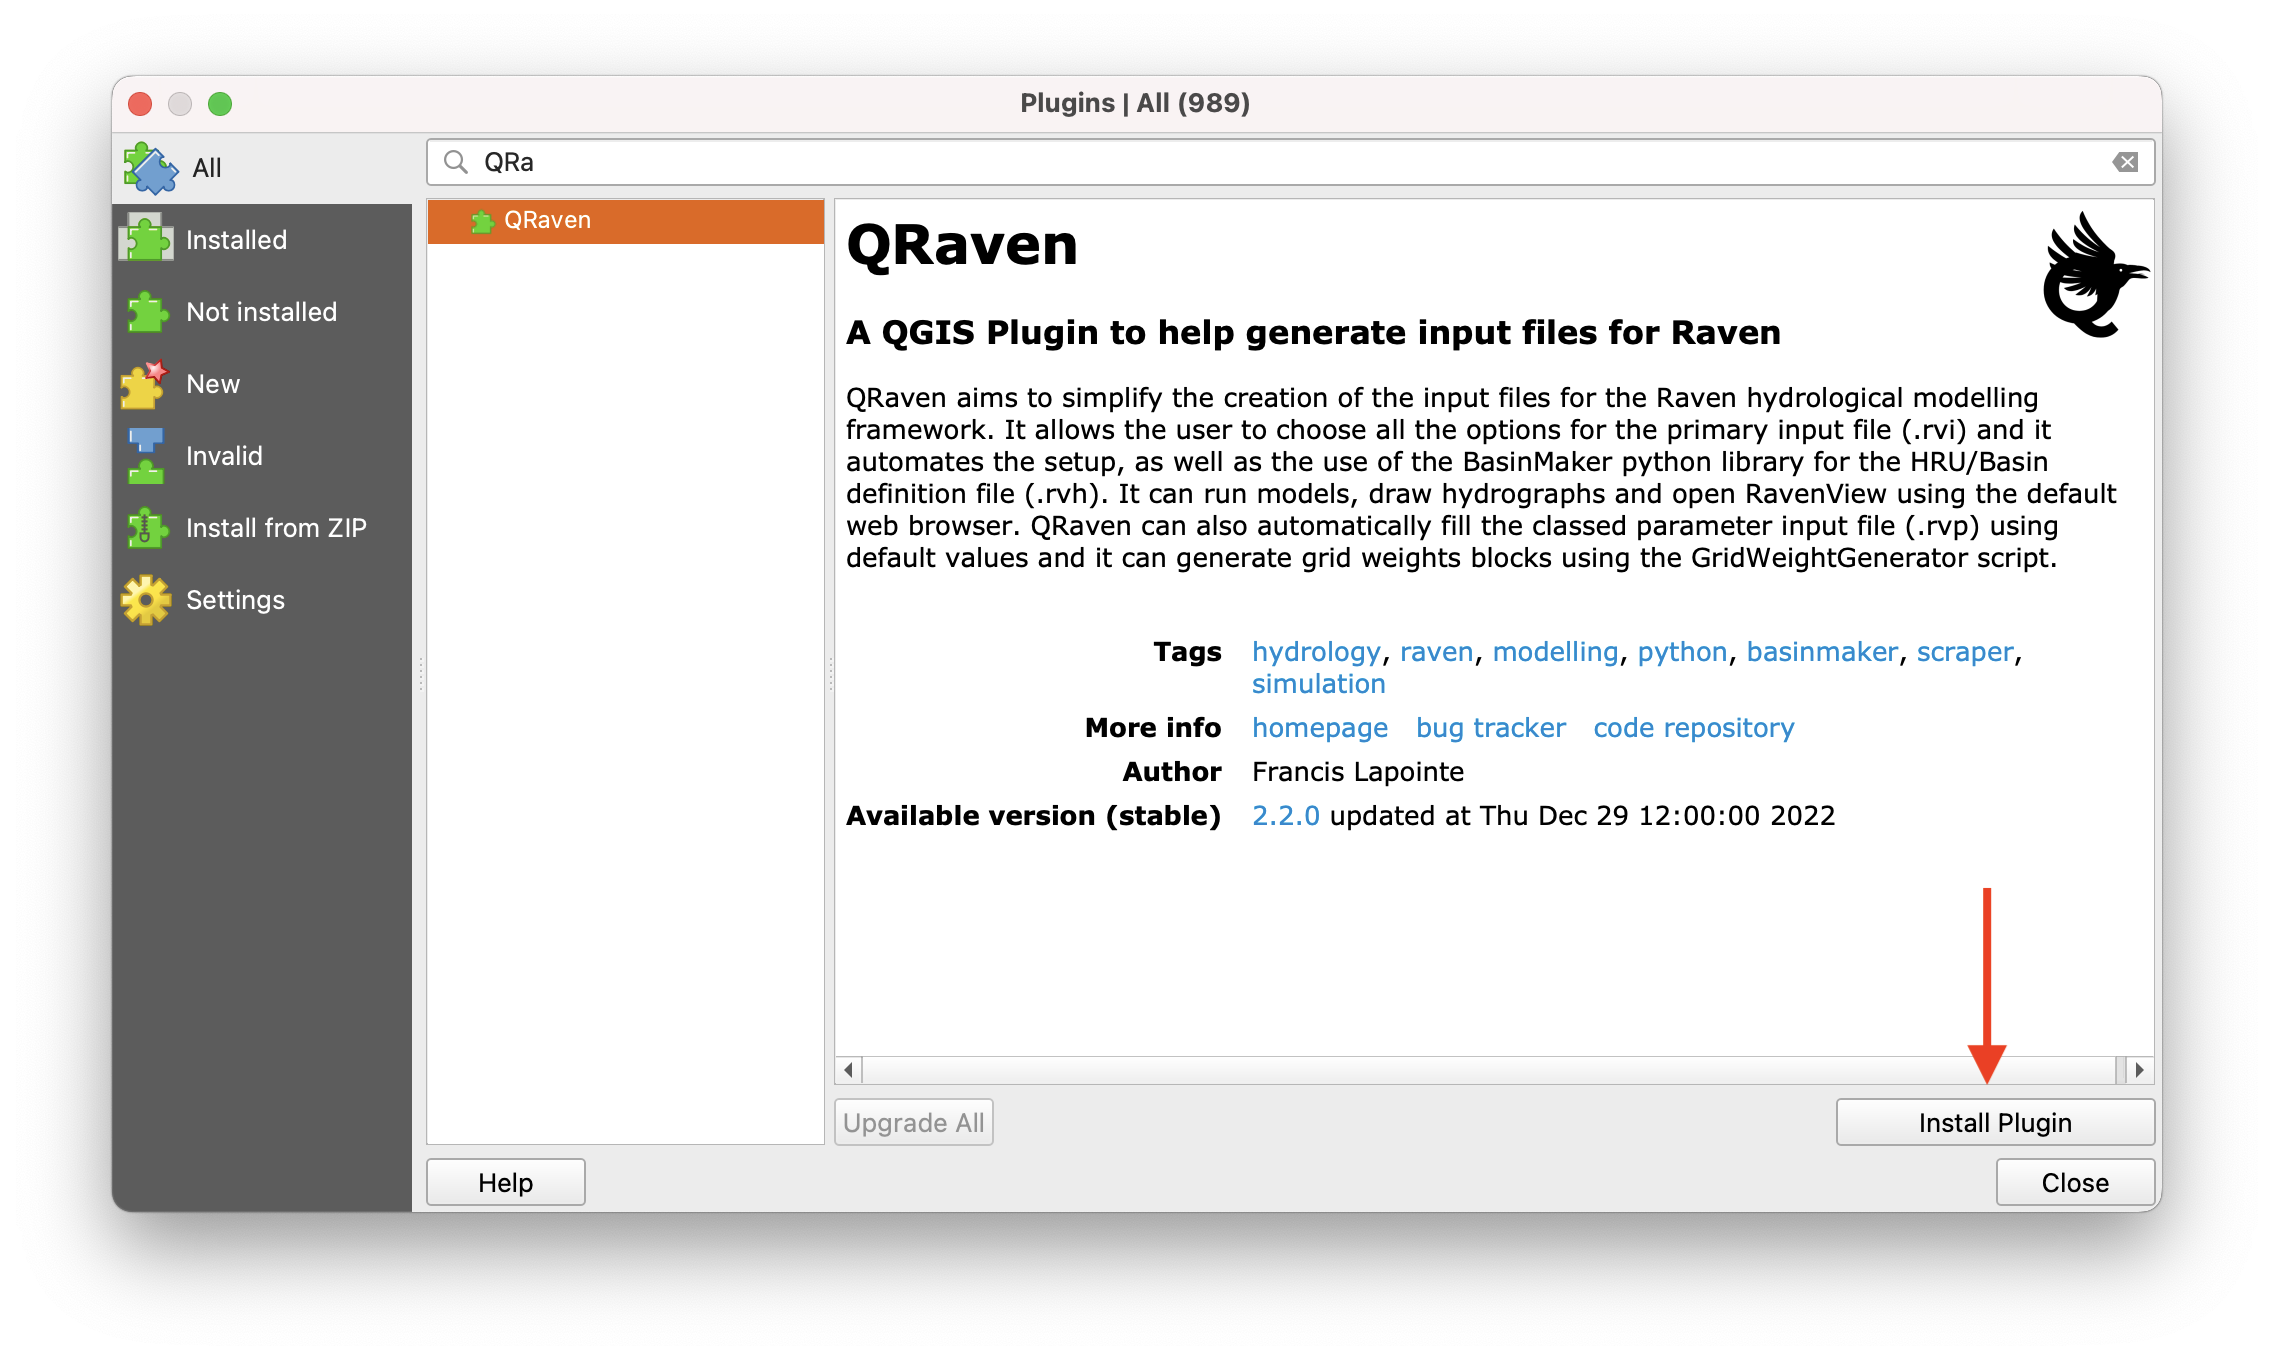 Plugins | All (989)
All
Installed
Not installed
New
Invalid
Install from ZIP
Settings
QRa
QRaven
QRaven
A QGIS Plugin to help generate input files for Raven
QRaven aims to simplify the creation of the input files for the Raven hydrological modelling
framework. It allows the user to choose all the options for the primary input file (.rvi) and it
automates the setup, as well as the use of the BasinMaker python library for the HRU/Basin
definition file (.rvh). It can run models, draw hydrographs and open RavenView using the default
web browser. QRaven can also automatically fill the classed parameter input file (.rvp) using
default values and it can generate grid weights blocks using the GridWeightGenerator script.
Tags hydrology, raven, modelling, python, basinmaker, scraper,
simulation
More info homepage bug tracker code repository
Author Francis Lapointe
Available version (stable) 2.2.0 updated at Thu Dec 29 12:00:00 2022
Upgrade All
Install Plugin
Help
Close